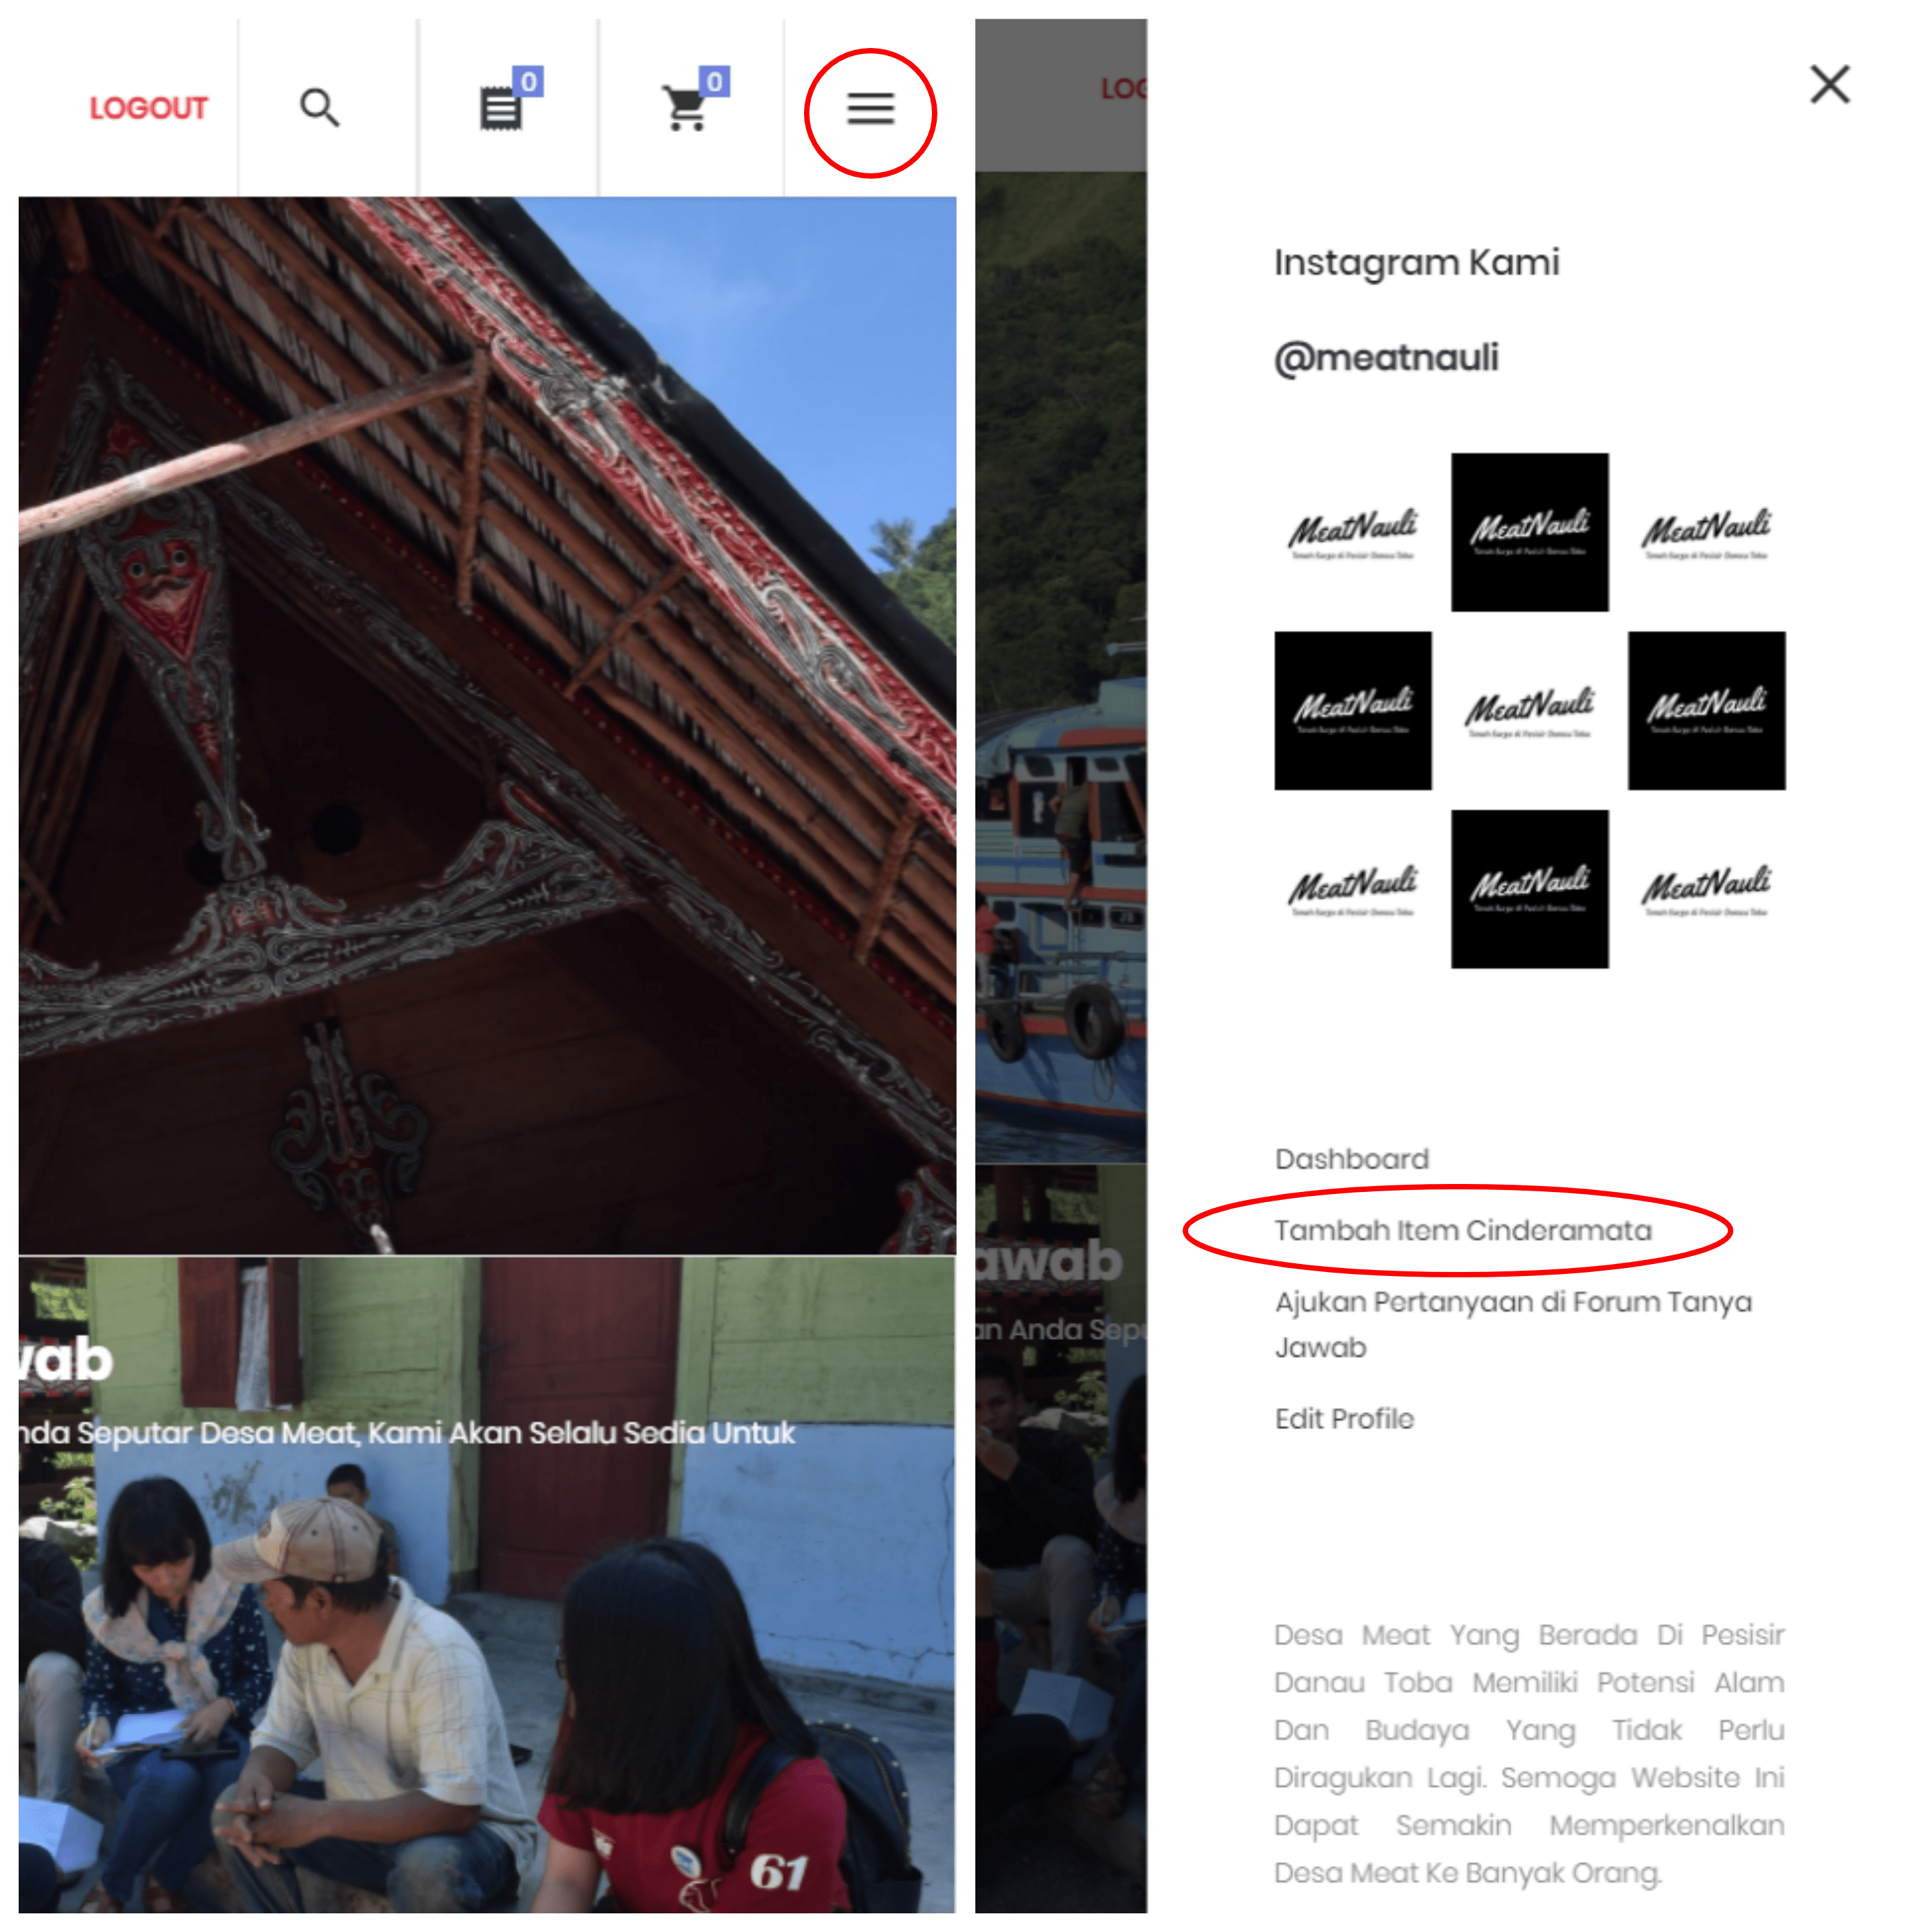 LOGOUT
0
0
wab
nda Seputar Desa Meat, Kami Akan Selalu Sedia Untuk
61
LOG
awab
an Anda Sepu
Instagram Kami
@meatnauli
MeatNauli
MeatNauli
MeatNauli
MeatNauli
MeatNauli
MeatNauli
MeatNauli
MeatNauli
MeatNauli
Dashboard
Tambah Item Cinderamata
Ajukan Pertanyaan di Forum Tanya
Jawab
Edit Profile
Desa Meat Yang Berada Di Pesisir
Danau Toba Memiliki Potensi Alam
Dan Budaya Yang Tidak Perlu
Diragukan Lagi. Semoga Website Ini
Dapat Semakin Memperkenalkan
Desa Meat Ke Banyak Orang.